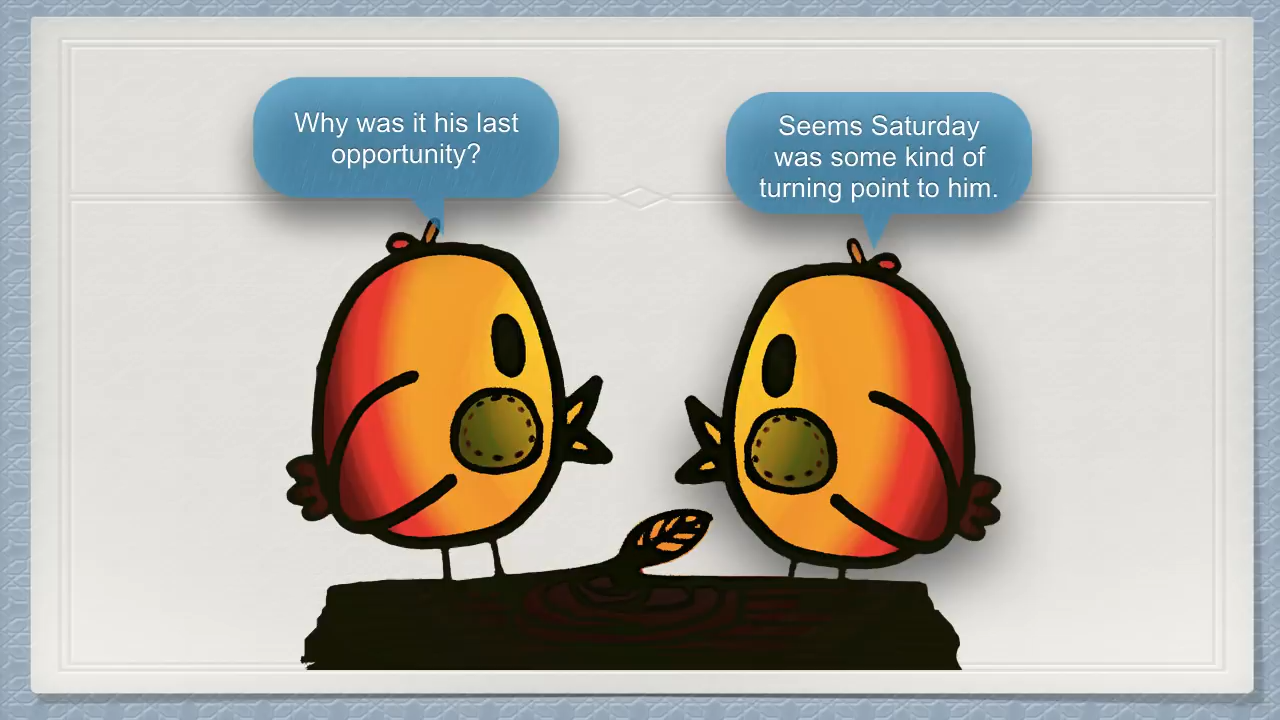 Why was it his last
opportunity?
Seems Saturday
was some kind of
turning point to him.